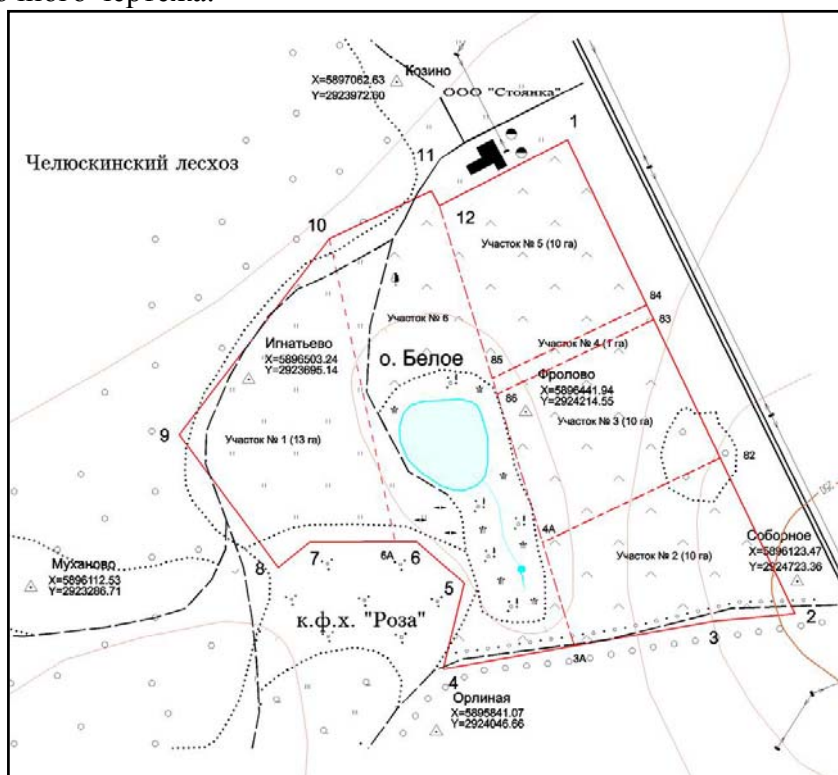 чертежа.
Козино
X=5897062.63
Y=2923972.60
ООО "Стоянка"
1
Челюскинский лесхоз
11
10
12
Участок № 5 (10 га)
84
83
Участок № 6
Участок № 4 (1 га)
Игнатьево
X=5896503.24
Y=2923695.14
о. Белое
85
86
Фролово
X=5896441.94
Y=2924214.55
Участок № 3 (10 га)
9
Участок № 1 (13 га)
82
250
4А
Соборное
X=5896123.47
Y=2924723.36
Участок № 2 (10 га)
Муханово
X=5896112.53
Y=2923286.71
8
7
6А
6
5
к.ф.х. "Роза"
2
3
3А
4
Орлиная
X=5895841.07
Y=2924046.66